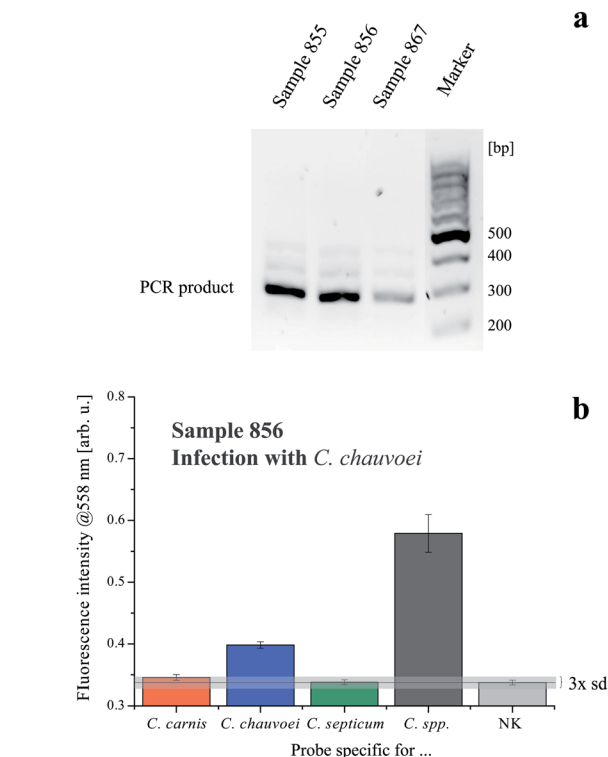 a
Sample 855
Sample 856
Sample 867
Marker
[bp]
500
400
300
200
PCR product
b
FIuorescence intensity @558 nm [arb. u.]
0.8
0.7
0.6
0.5
0.4
0.3
Sample 856
Infection with C. chauvoei
3x sd
C. carnis C. chauvoei C. septicum C. spp. NK
Probe specific for ...